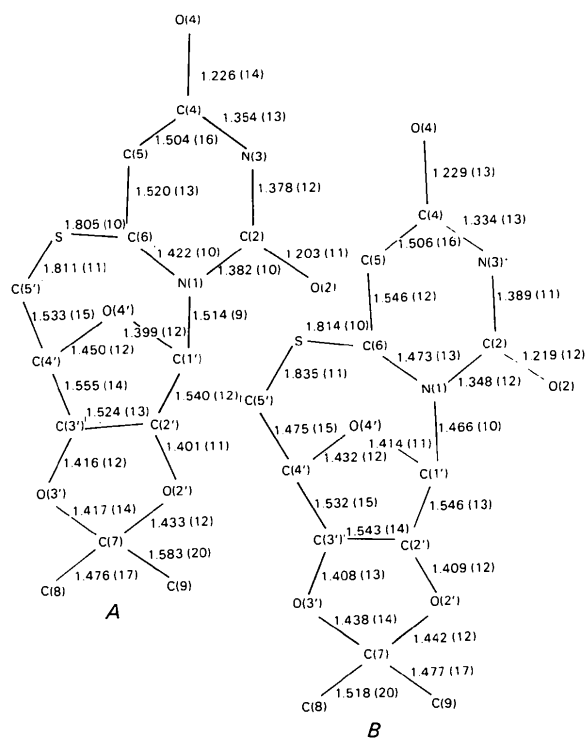 O(4)
1.226 (14)
C(4)
1.354 (13)
1.504 (16)
C(5)
N(3)
1.520 (13)
1.378 (12)
1.805 (10)
S
C(6)
C(2)
1.422 (10)
1.203 (11)
1.382 (10)
1.811 (11)
N(1)
O(2)
C(5')
1.533 (15)
O(4')
1.514 (9)
1.399 (12)
1.450 (12)
C(4')
C(1')
1.555 (14)
1.540 (12)
1.524 (13)
C(3')
C(2')
1.416 (12)
1.401 (11)
O(3')
O(2')
1.417 (14)
1.433 (12)
C(7)
1.583 (20)
1.476 (17)
C(8)
C(9)
A
O(4)
1.229 (13)
C(4)
1.334 (13)
1.506 (16)
C(5)
N(3)
1.546 (12)
1.389 (11)
1.814 (10)
S
C(6)
C(2)
1.473 (13)
1.219 (12)
1.348 (12)
1.835 (11)
N(1)
O(2)
C(5')
1.475 (15)
O(4')
1.466 (10)
1.414 (11)
1.432 (12)
C(4')
C(1')
1.532 (15)
1.546 (13)
1.543 (14)
C(3')
C(2')
1.408 (13)
1.409 (12)
O(3')
O(2')
1.438 (14)
1.442 (12)
C(7)
1.477 (17)
1.518 (20)
C(8)
C(9)
B